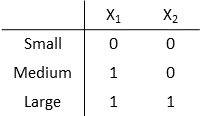 X₁ X₂
Small 0 0
Medium 1 0
Large 1 1